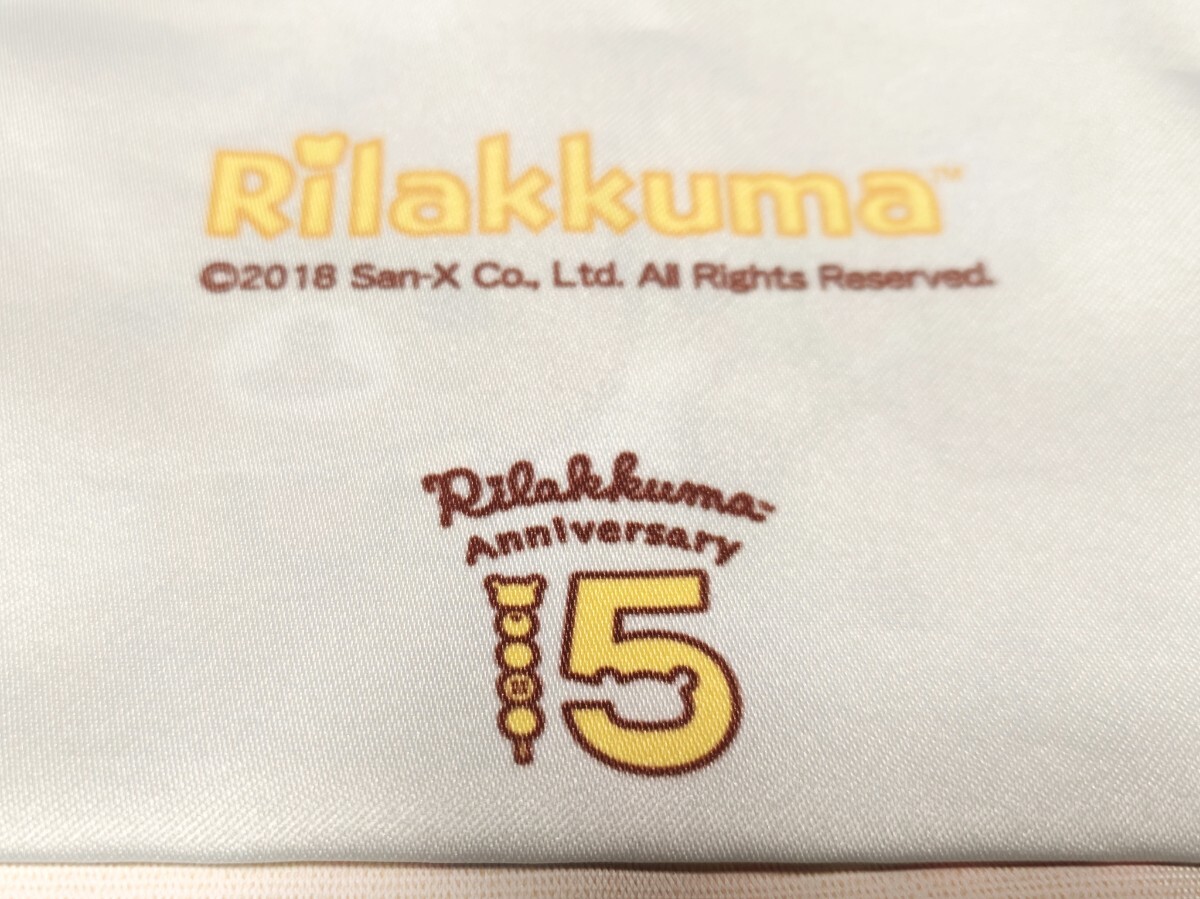 Rilakkuma™
©2018 San-X Co., Ltd. All Rights Reserved.
Rilakkuma™
Anniversary
15